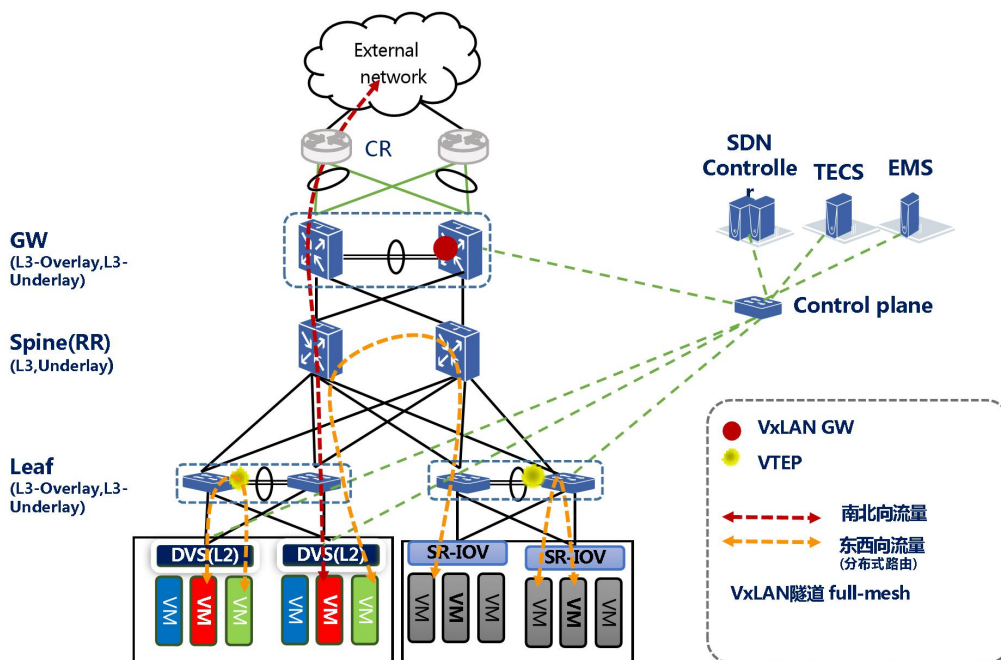 External
network
CR
SDN
Controlle
r
TECS
EMS
GW
(L3-Overlay,L3-
Underlay)
Control plane
Spine(RR)
(L3,Underlay)
Leaf
(L3-Overlay,L3-
Underlay)
VxLAN GW
VTEP
南北向流量
东西向流量
(分布式路由)
VxLAN隧道 full-mesh
DVS(L2)
DVS(L2)
SR-IOV
SR-IOV
VM
VM
VM
VM
VM
VM
VM
VM
VM
VM
VM
VM